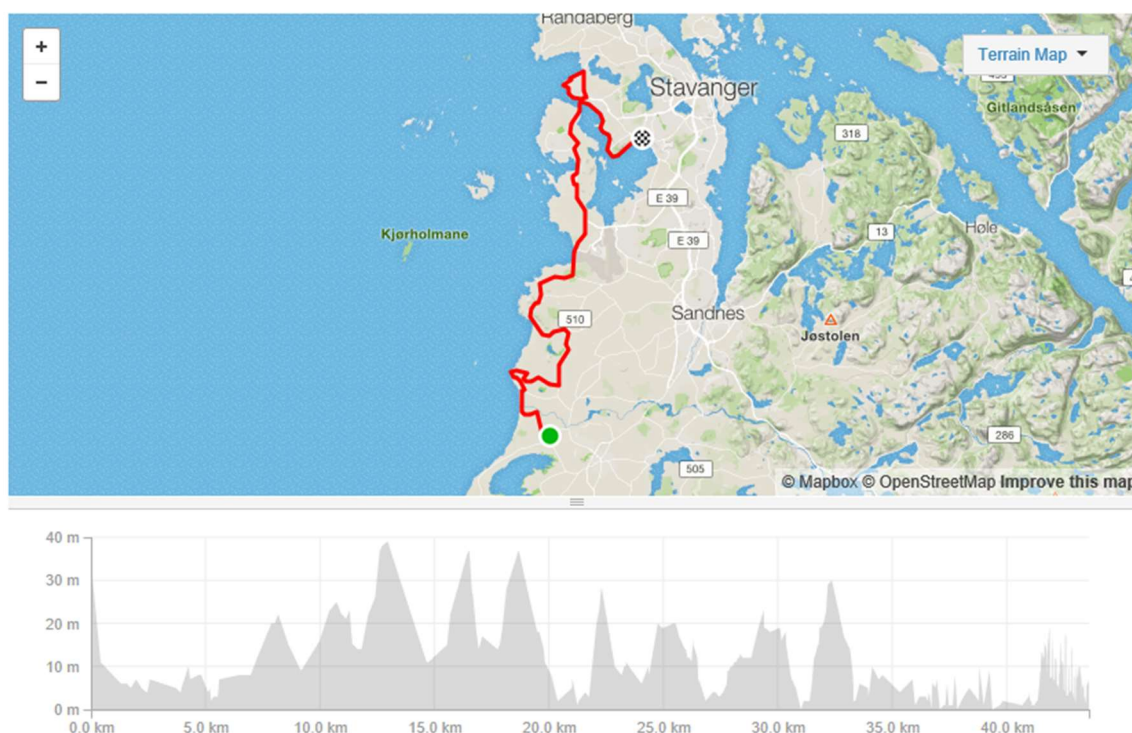 Randaberg
+
−
Terrain Map
Stavanger
Gitlandsåsen
318
E 39
Kjørholmane
E 39
13
Høle
510
Sandnes
Jøstolen
286
505
© Mapbox © OpenStreetMap Improve this map
40 m
30 m
20 m
10 m
0 m
0.0 km 5.0 km 10.0 km 15.0 km 20.0 km 25.0 km 30.0 km 35.0 km 40.0 km